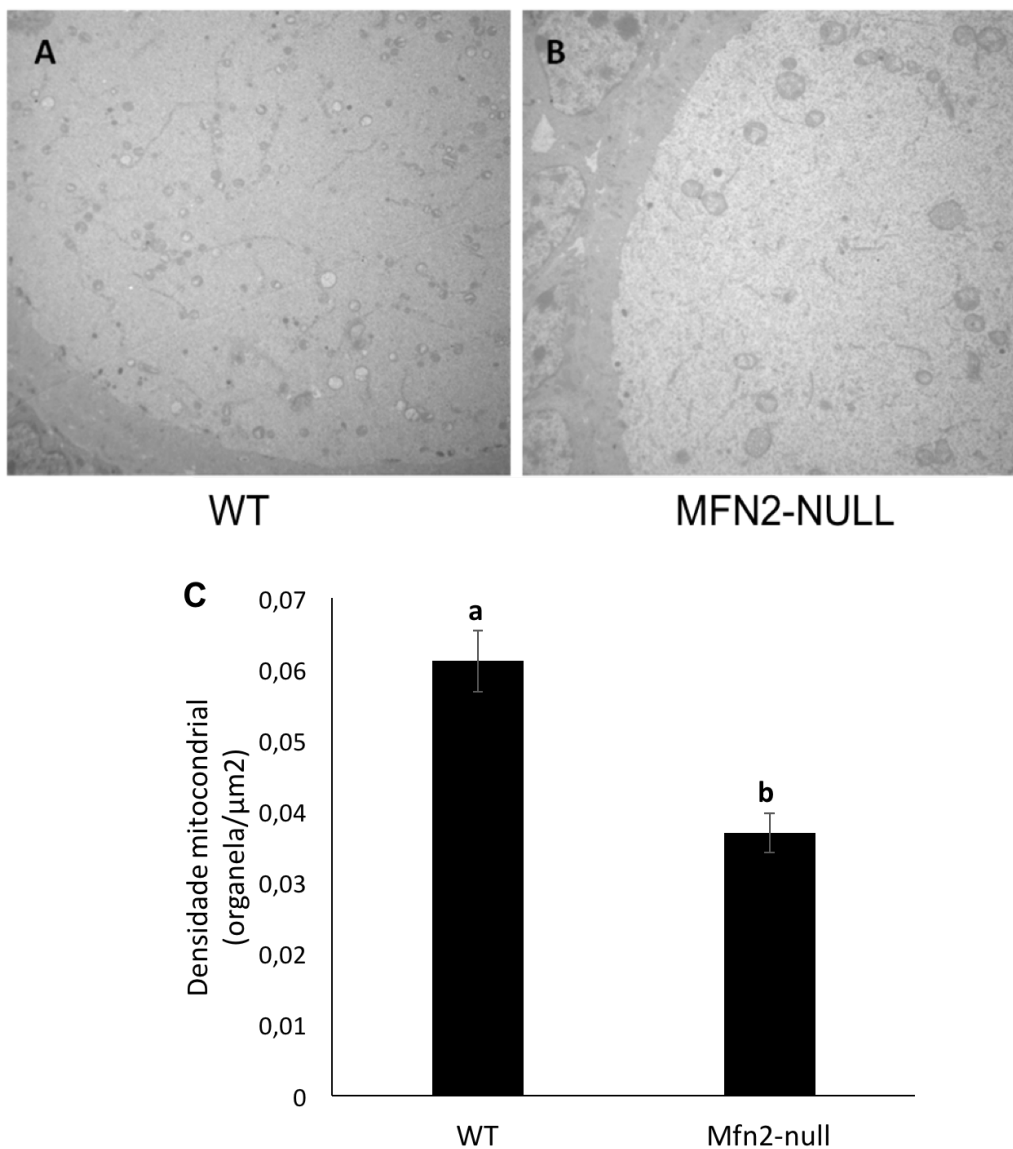 A
B
WT
MFN2-NULL
C
0,07
0,06
0,05
0,04
0,03
0,02
0,01
0
Densidade mitocondrial
(organela/µm2)
a
b
WT
Mfn2-null